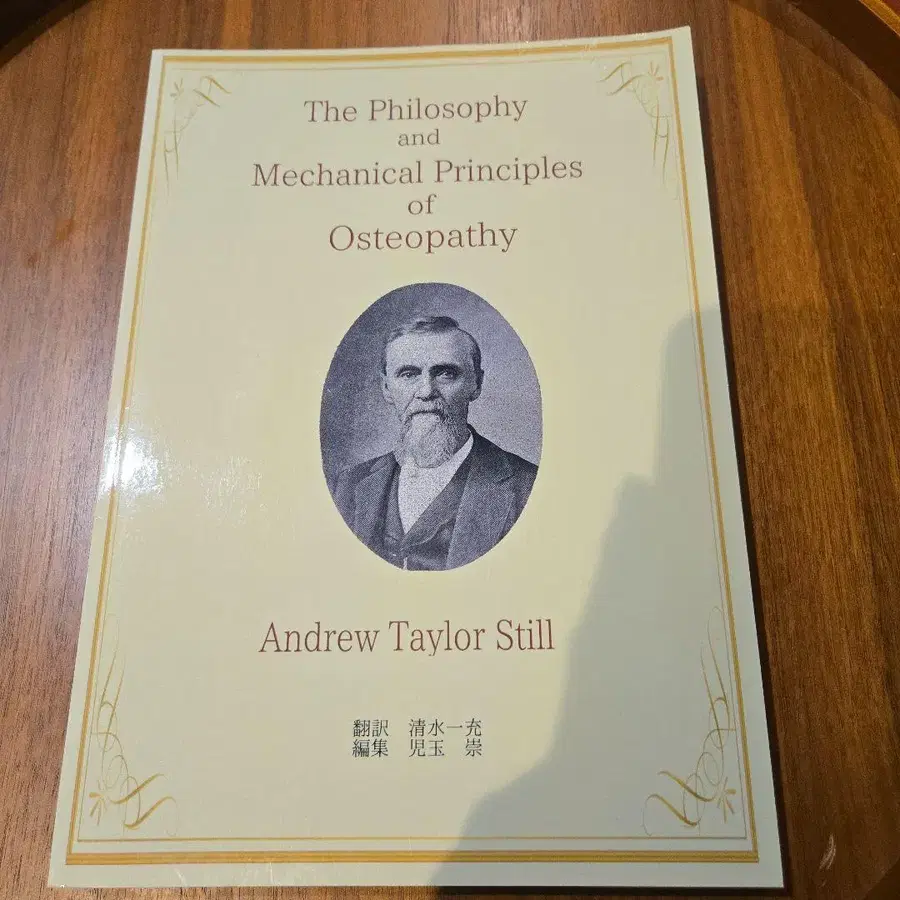 The Philosophy
and
Mechanical Principles
of
Osteopathy
Andrew Taylor Still
翻訳　清水一充
編集　児玉　崇